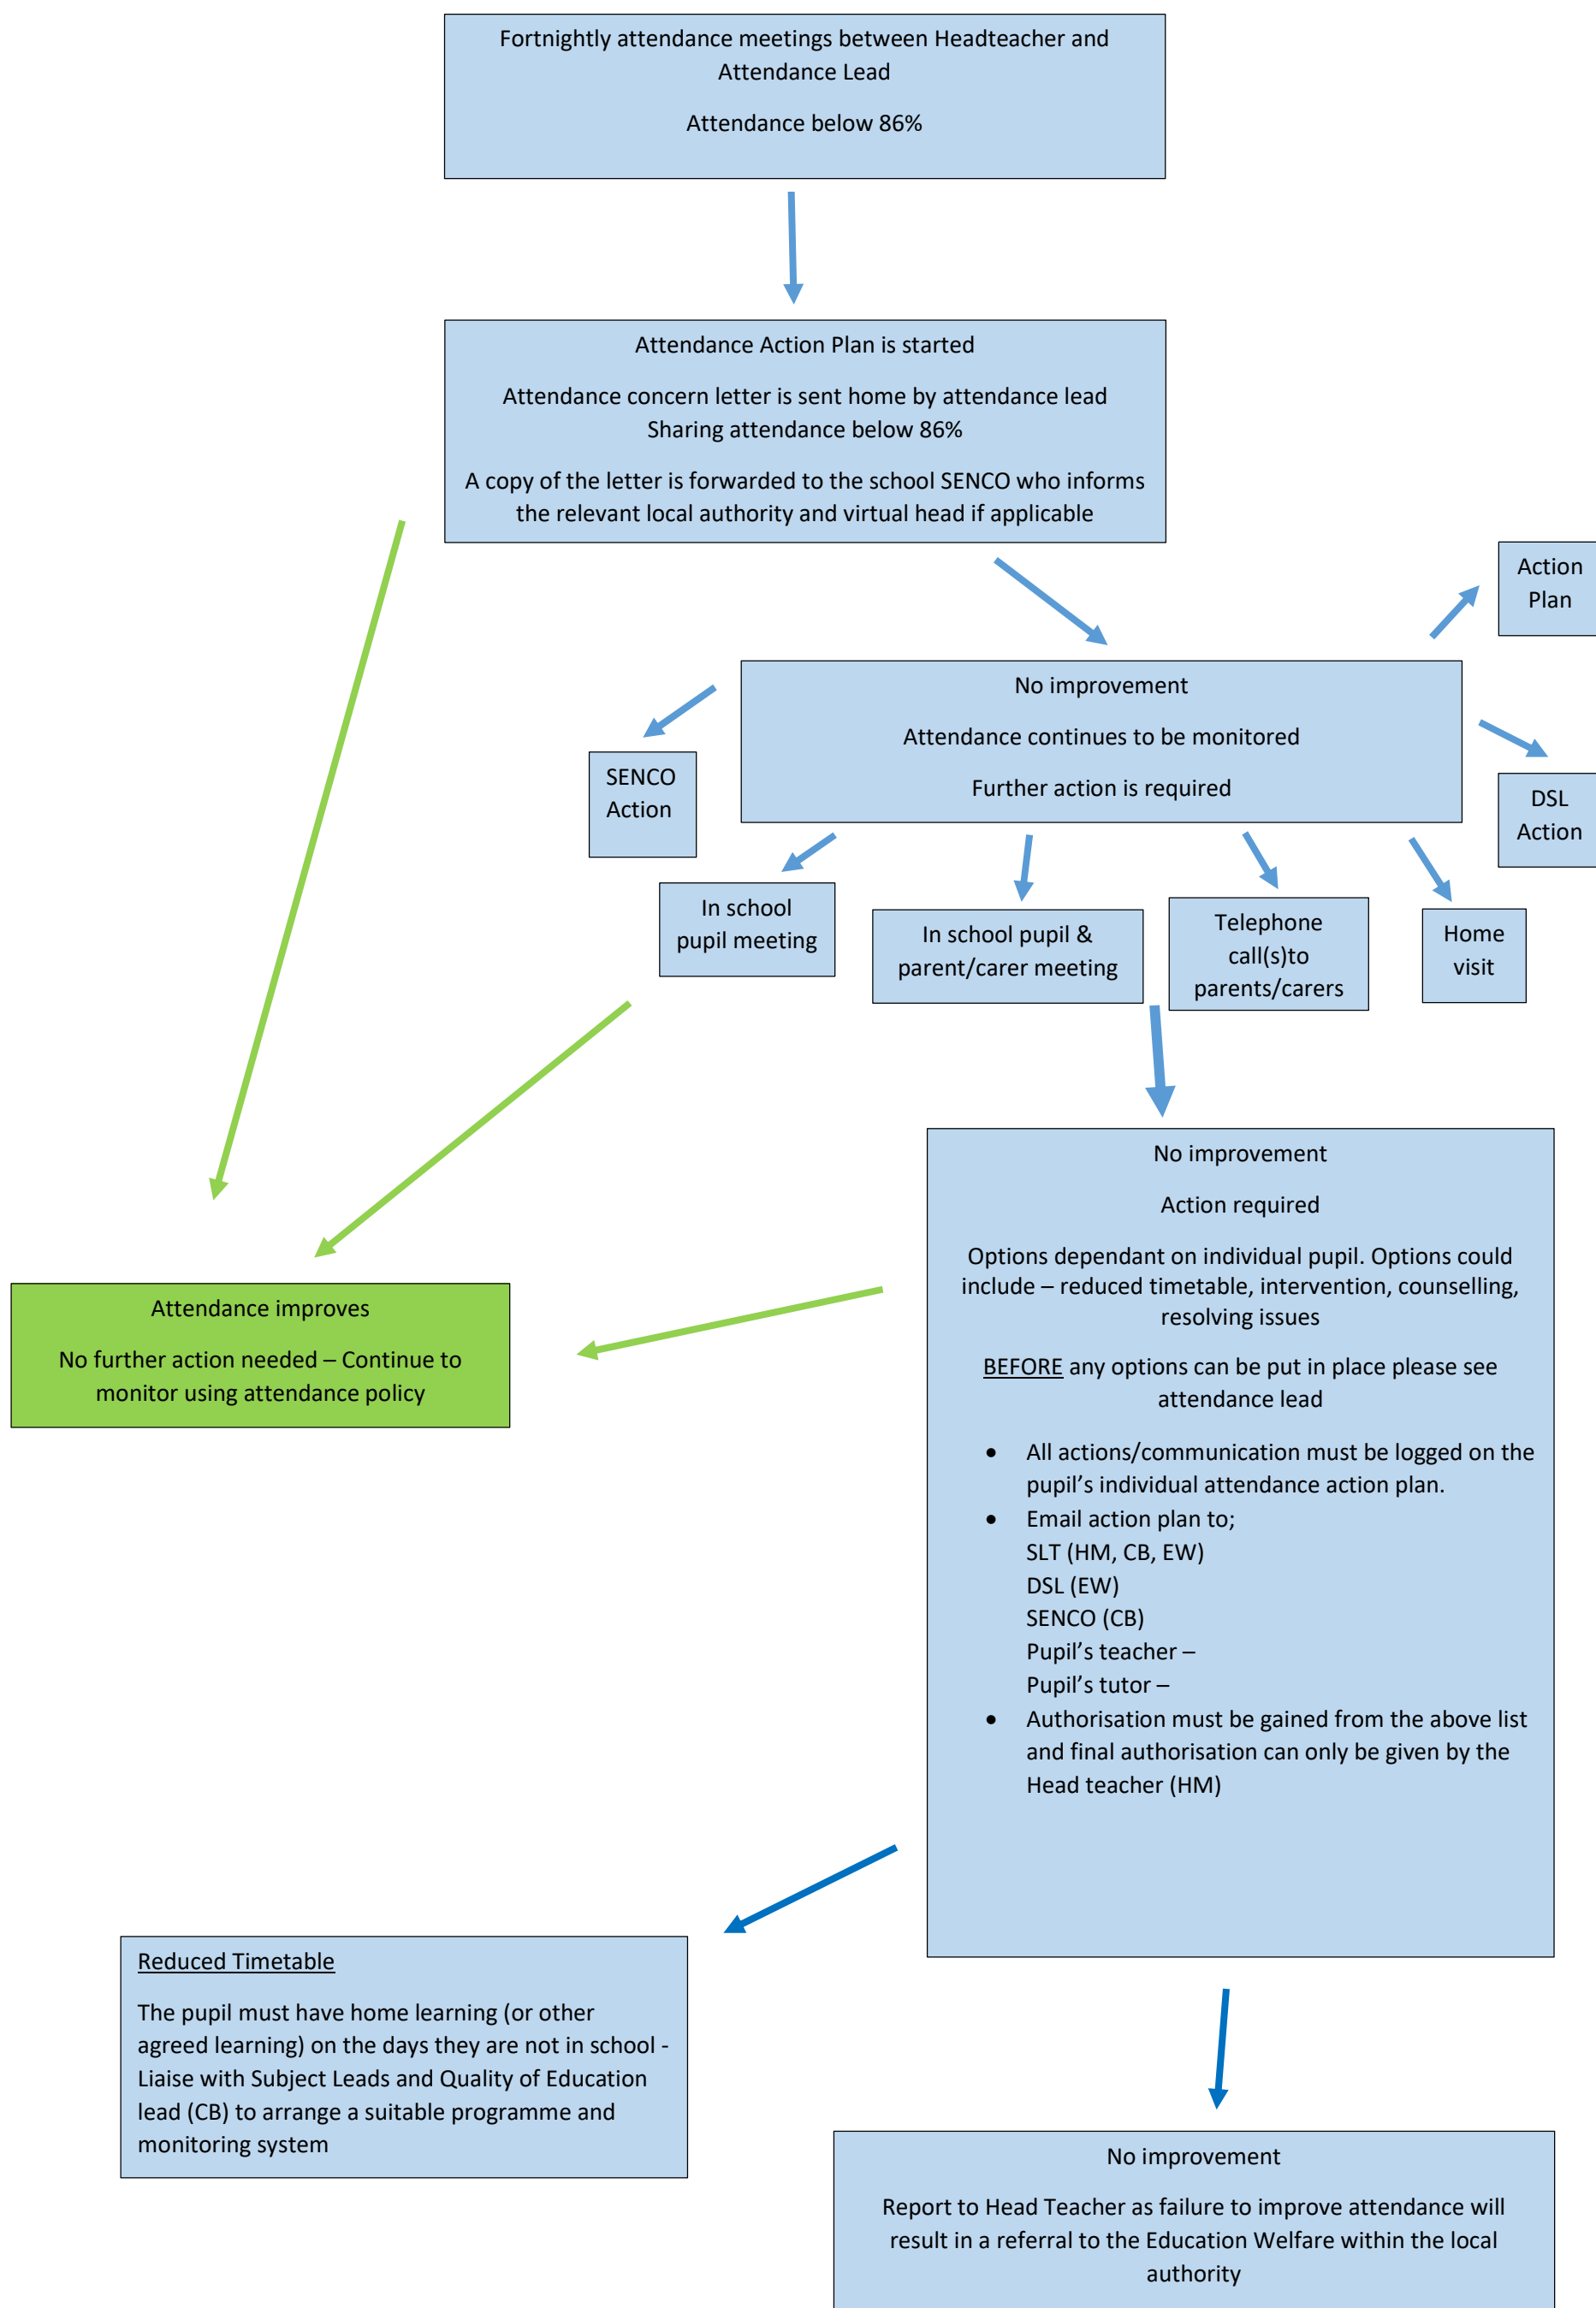 Fortnightly attendance meetings between Headteacher and
Attendance Lead
Attendance below 86%
Attendance Action Plan is started
Attendance concern letter is sent home by attendance lead
Sharing attendance below 86%
A copy of the letter is forwarded to the school SENCO who informs
the relevant local authority and virtual head if applicable
Action
Plan
No improvement
Attendance continues to be monitored
Further action is required
SENCO
Action
DSL
Action
In school
pupil meeting
In school pupil &
parent/carer meeting
Telephone
call(s)to
parents/carers
Home
visit
No improvement
Action required
Options dependant on individual pupil. Options could
include – reduced timetable, intervention, counselling,
resolving issues
BEFORE any options can be put in place please see
attendance lead
• All actions/communication must be logged on the
pupil’s individual attendance action plan.
• Email action plan to;
SLT (HM, CB, EW)
DSL (EW)
SENCO (CB)
Pupil’s teacher –
Pupil’s tutor –
• Authorisation must be gained from the above list
and final authorisation can only be given by the
Head teacher (HM)
Attendance improves
No further action needed – Continue to
monitor using attendance policy
Reduced Timetable
The pupil must have home learning (or other
agreed learning) on the days they are not in school -
Liaise with Subject Leads and Quality of Education
lead (CB) to arrange a suitable programme and
monitoring system
No improvement
Report to Head Teacher as failure to improve attendance will
result in a referral to the Education Welfare within the local
authority